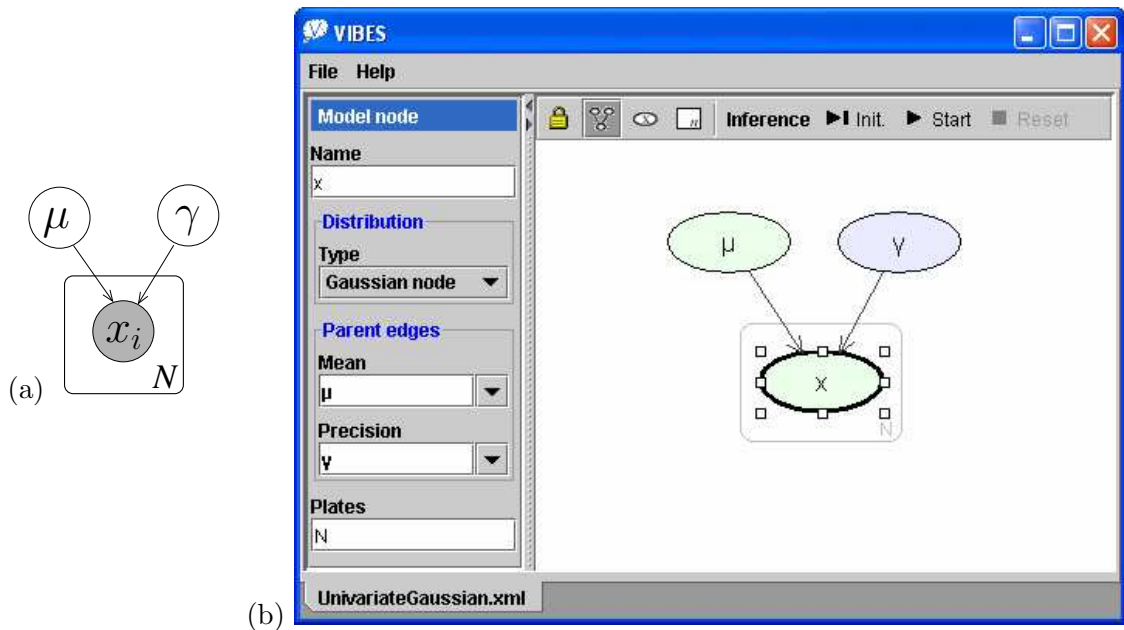 μ γ
x_i
N
(a)
VIBES
File Help
Model node
Name
x
Distribution
Type
Gaussian node
Parent edges
Mean
μ
Precision
γ
Plates
N
x n Inference Init. Start Reset
μ γ
x
N
UnivariateGaussian.xml
(b)